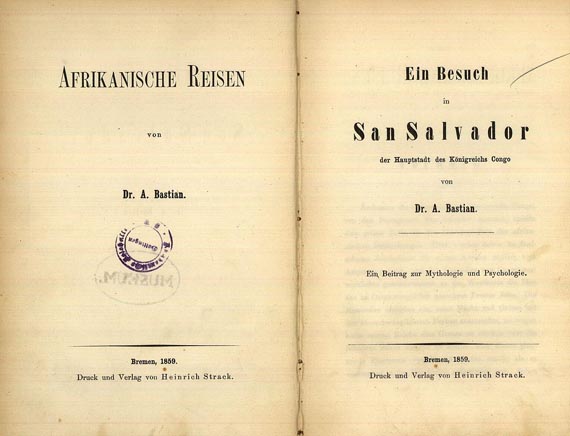 AFRIKANISCHE REISEN
von
Dr. A. Bastian.
Göttingen
MUSEUM.
Bremen, 1859.
Druck und Verlag von Heinrich Strack.
Ein Besuch
in
San Salvador
der Hauptstadt des Königreichs Congo
von
Dr. A. Bastian.
Ein Beitrag zur Mythologie und Psychologie.
Bremen, 1859.
Druck und Verlag von Heinrich Strack.